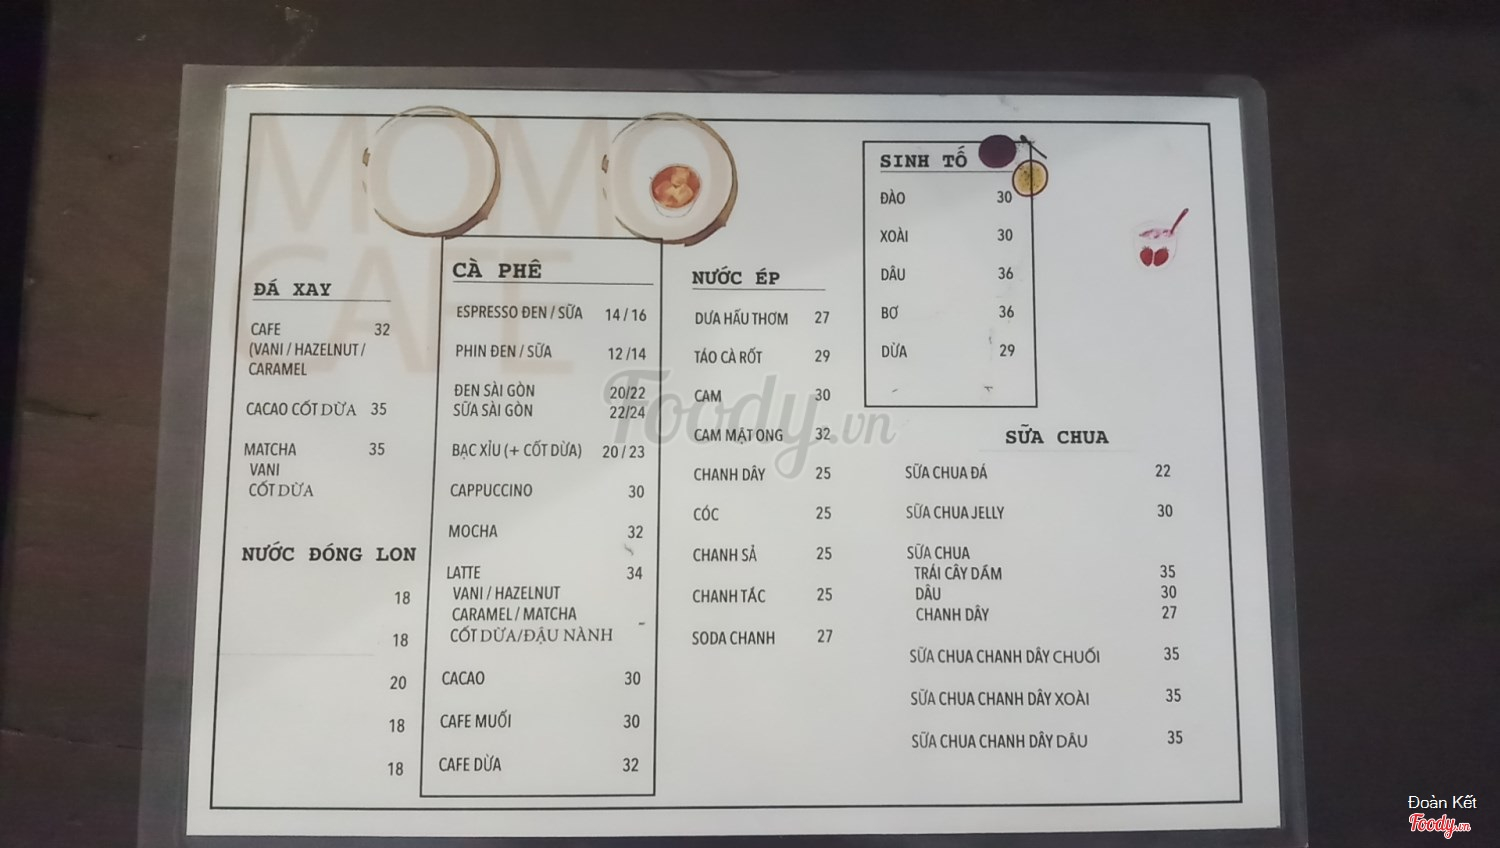 MOMO
CAFE
ĐÁ XAY
CAFE 32
(VANI / HAZELNUT /
CARAMEL
CACAO CỐT DỪA 35
MATCHA 35
VANI
CỐT DỪA
NƯỚC ĐÓNG LON
18
18
20
18
18
CÀ PHÊ
ESPRESSO ĐEN / SỮA 14 / 16
PHIN ĐEN / SỮA 12 /14
ĐEN SÀI GÒN 20/22
SỮA SÀI GÒN 22/24
BẠC XỈU (+ CỐT DỪA) 20 / 23
CAPPUCCINO 30
MOCHA 32
LATTE 34
VANI / HAZELNUT
CARAMEL / MATCHA
CỐT DỪA/ĐẬU NÀNH
CACAO 30
CAFE MUỐI 30
CAFE DỪA 32
NƯỚC ÉP
DƯA HẤU THƠM 27
TÁO CÀ RỐT 29
CAM 30
CAM MẬT ONG 32
CHANH DÂY 25
CÓC 25
CHANH SẢ 25
CHANH TẮC 25
SODA CHANH 27
SINH TỐ
ĐÀO 30
XOÀI 30
DÂU 36
BƠ 36
DỪA 29
SỮA CHUA
SỮA CHUA ĐÁ 22
SỮA CHUA JELLY 30
SỮA CHUA
TRÁI CÂY DẦM 35
DÂU 30
CHANH DÂY 27
SỮA CHUA CHANH DÂY CHUỐI 35
SỮA CHUA CHANH DÂY XOÀI 35
SỮA CHUA CHANH DÂY DÂU 35
Foody.vn
Đoàn Kết
Foody.vn